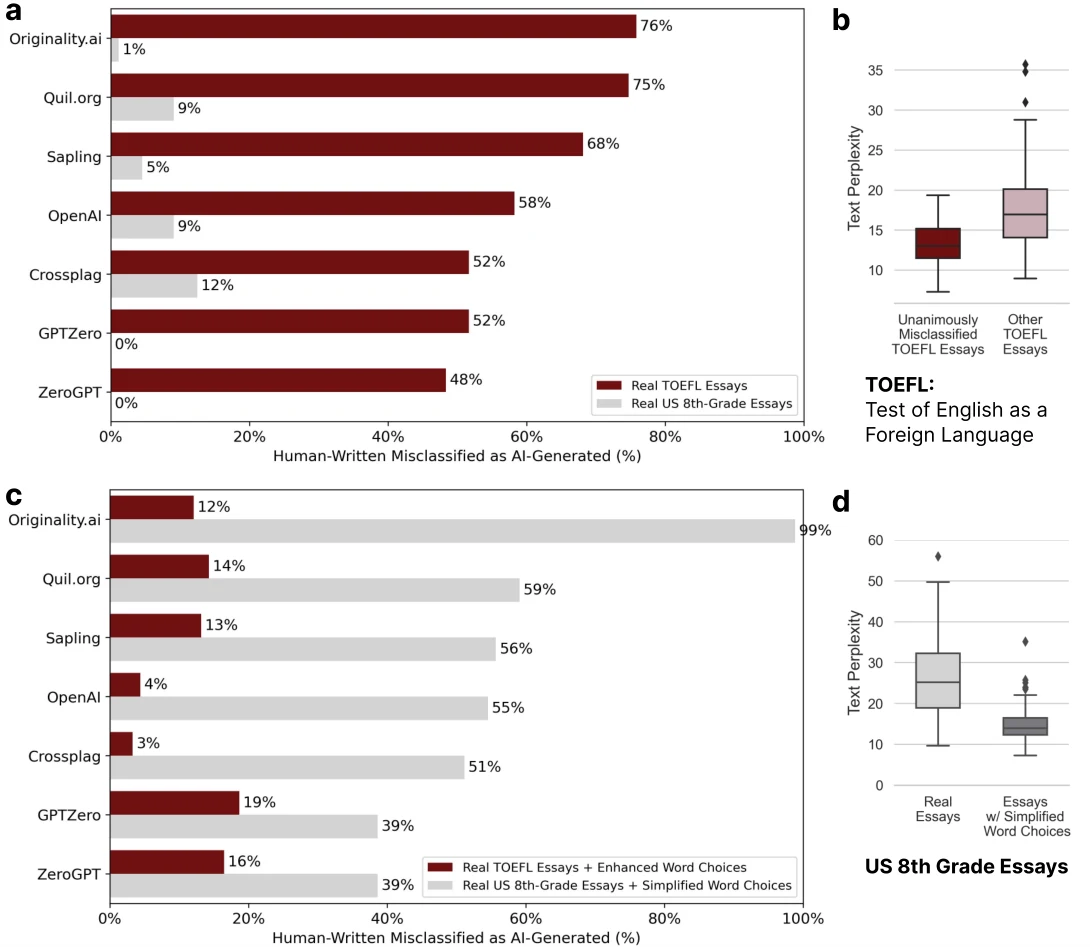 a
Originality.ai
76%
1%
Quil.org
75%
9%
Sapling
68%
5%
OpenAI
58%
9%
Crossplag
52%
12%
GPTZero
52%
0%
ZeroGPT
48%
0%
Real TOEFL Essays
Real US 8th-Grade Essays
0% 20% 40% 60% 80% 100%
Human-Written Misclassified as AI-Generated (%)
b
Text Perplexity
35
30
25
20
15
10
Unanimously
Misclassified
TOEFL Essays
Other
TOEFL
Essays
TOEFL:
Test of English as a
Foreign Language
c
Originality.ai
12%
99%
Quil.org
14%
59%
Sapling
13%
56%
OpenAI
4%
55%
Crossplag
3%
51%
GPTZero
19%
39%
ZeroGPT
16%
39%
Real TOEFL Essays + Enhanced Word Choices
Real US 8th-Grade Essays + Simplified Word Choices
0% 20% 40% 60% 80% 100%
Human-Written Misclassified as AI-Generated (%)
d
Text Perplexity
60
50
40
30
20
10
0
Real
Essays
Essays
w/ Simplified
Word Choices
US 8th Grade Essays